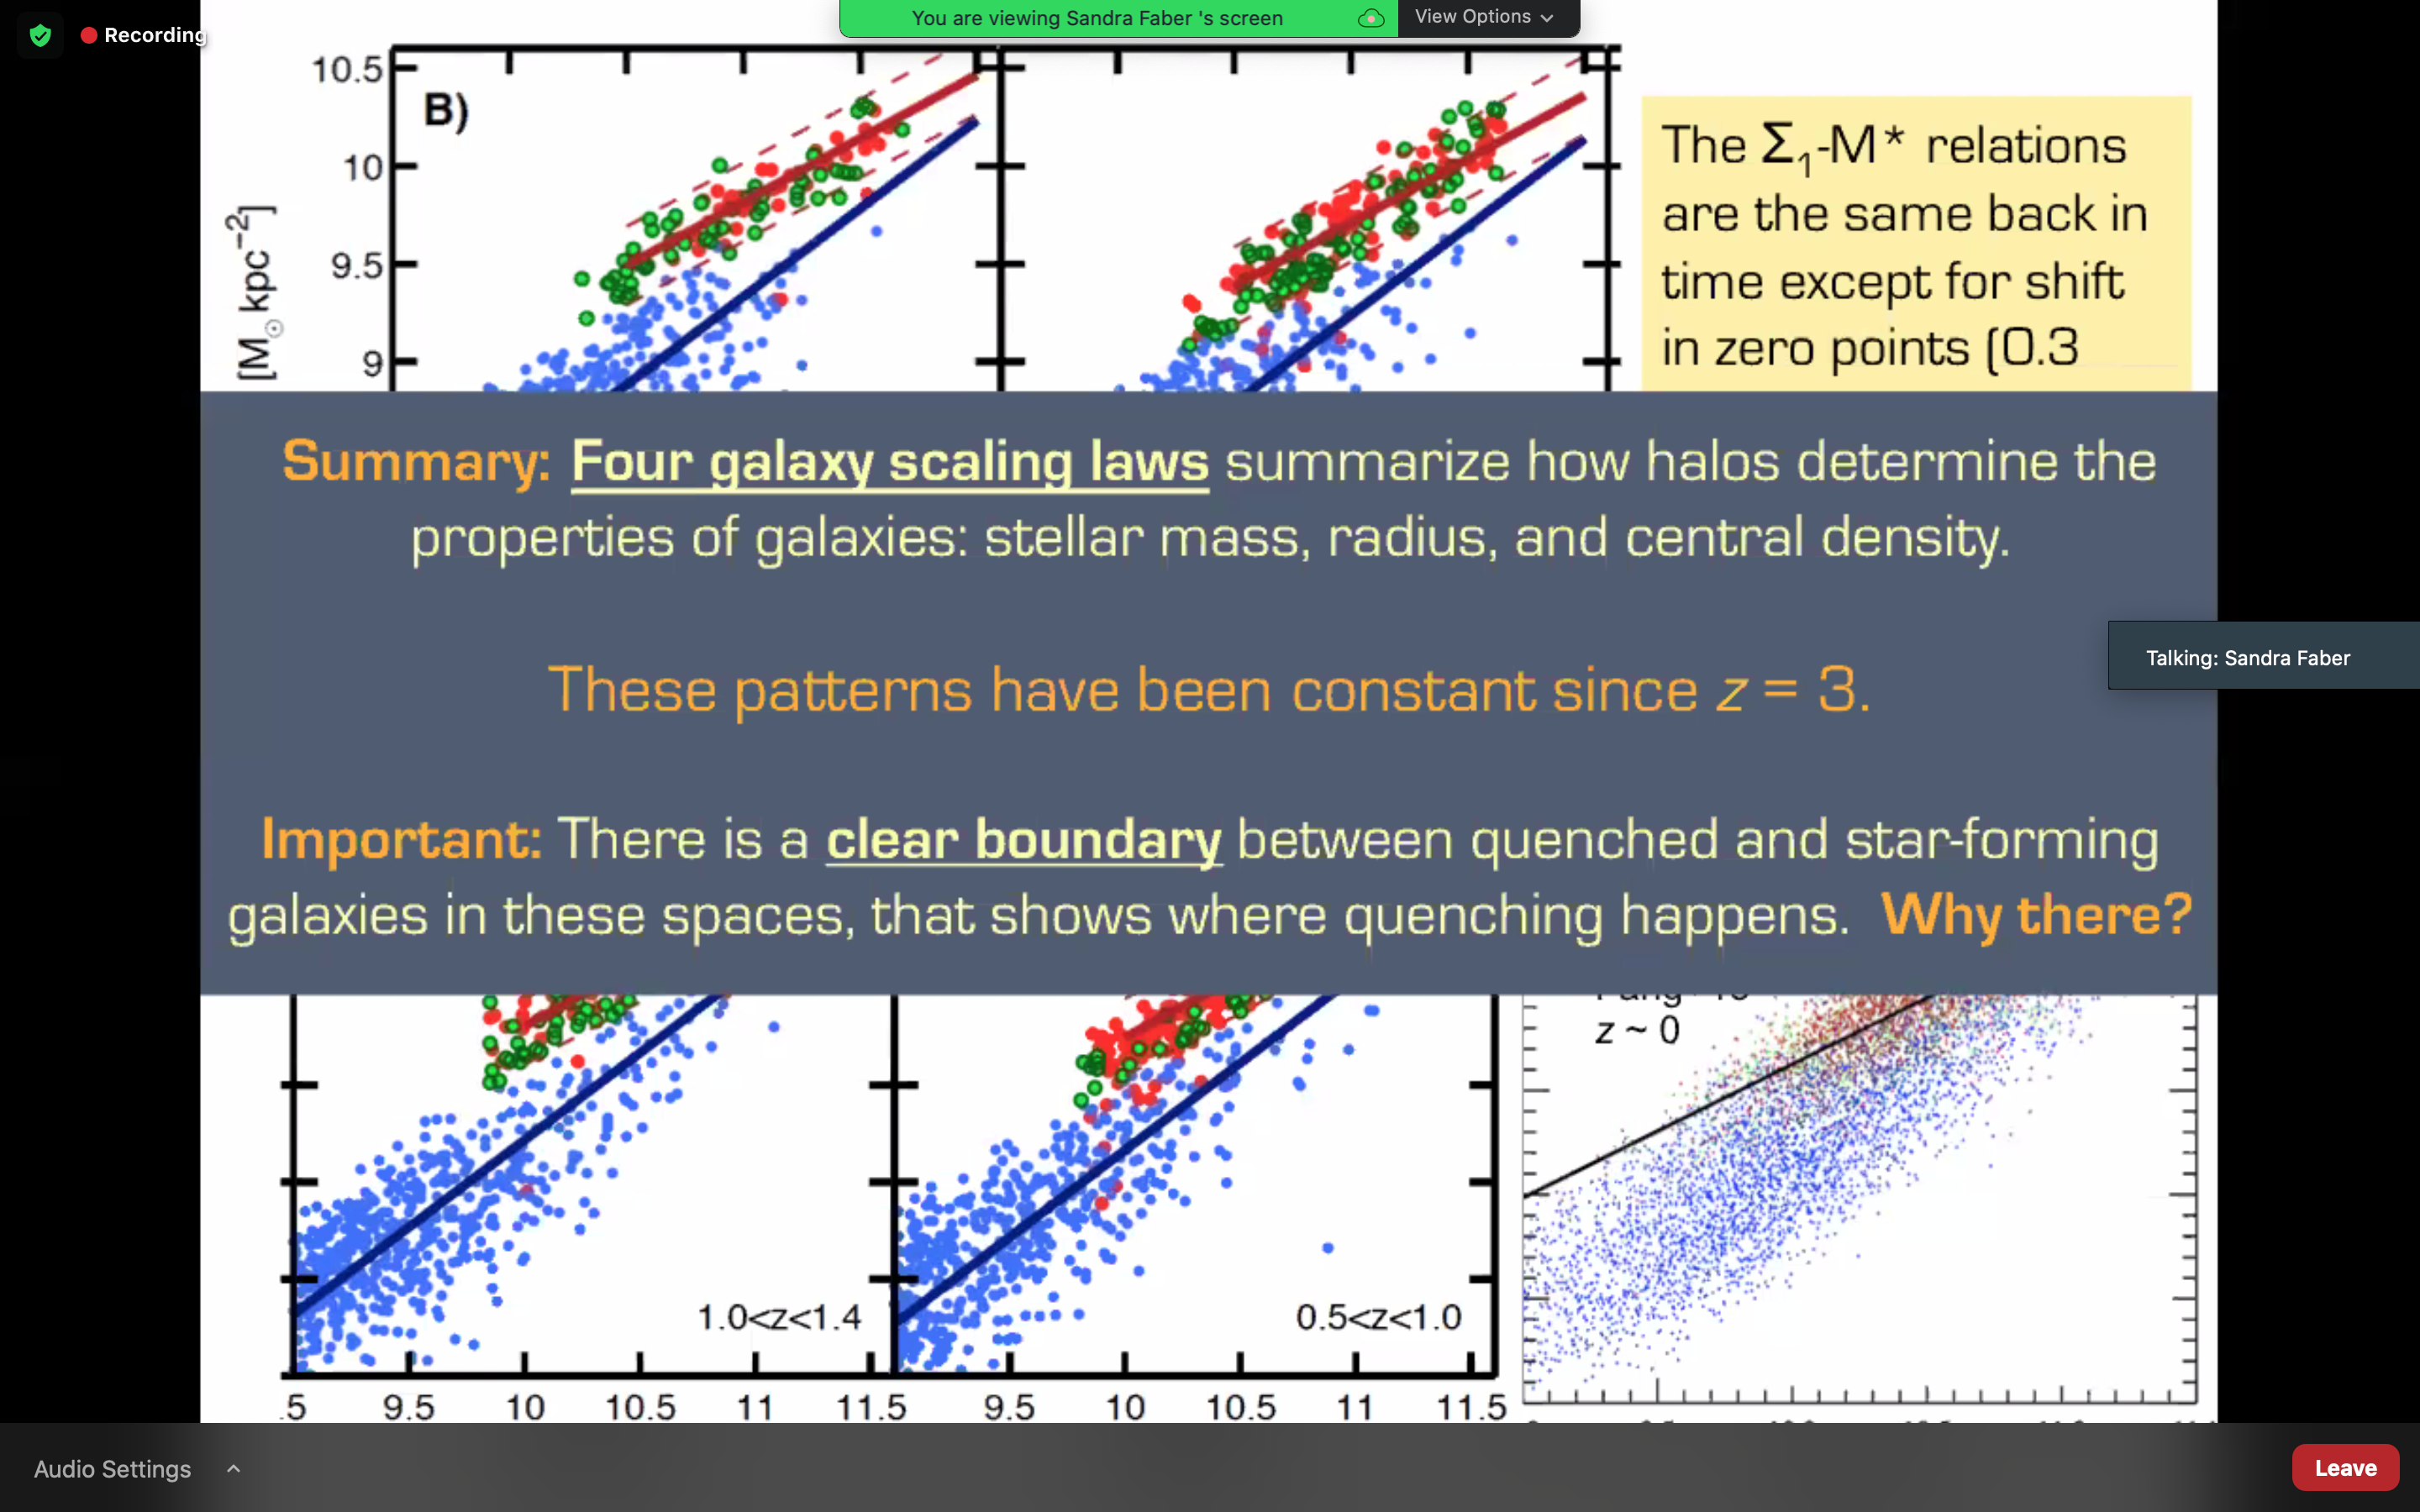 You are viewing Sandra Faber 's screen
View Options
Recording
10.5
B)
10
9.5
9
[M⊙ kpc−2]
The Σ1-M* relations
are the same back in
time except for shift
in zero points (0.3
Summary: Four galaxy scaling laws summarize how halos determine the
properties of galaxies: stellar mass, radius, and central density.
These patterns have been constant since z = 3.
Talking: Sandra Faber
Important: There is a clear boundary between quenched and star-forming
galaxies in these spaces, that shows where quenching happens. Why there?
z ~ 0
1.0<z<1.4
0.5<z<1.0
.5 9.5 10 10.5 11 11.5 9.5 10 10.5 11 11.5
Audio Settings
Leave